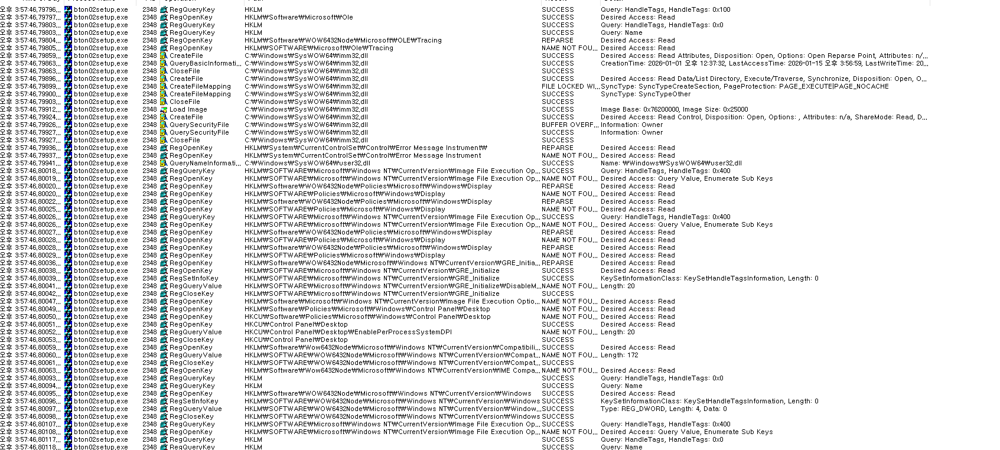 오후 3:57:46,79796,,, bton02setup,exe 2348 RegQueryKey HKLM SUCCESS Query: HandleTags, HandleTags: 0x100
오후 3:57:46,79797,,, bton02setup,exe 2348 RegOpenKey HKLM₩Software₩Microsoft₩Ole SUCCESS Desired Access: Read
오후 3:57:46,79803,,, bton02setup,exe 2348 RegQueryKey HKLM SUCCESS Query: HandleTags, HandleTags: 0x0
오후 3:57:46,79803,,, bton02setup,exe 2348 RegQueryKey HKLM SUCCESS Query: Name
오후 3:57:46,79804,,, bton02setup,exe 2348 RegOpenKey HKLM₩Software₩WOW6432Node₩Microsoft₩OLE₩Tracing REPARSE Desired Access: Read
오후 3:57:46,79805,,, bton02setup,exe 2348 RegOpenKey HKLM₩SOFTWARE₩Microsoft₩Ole₩Tracing NAME NOT FOU,,, Desired Access: Read
오후 3:57:46,79859,,, bton02setup,exe 2348 CreateFile C:₩Windows₩SysWOW64₩imm32,dll SUCCESS Desired Access: Read Attributes, Disposition: Open, Options: Open Reparse Point, Attributes: n/,,,
오후 3:57:46,79863,,, bton02setup,exe 2348 QueryBasicInformati,,, C:₩Windows₩SysWOW64₩imm32,dll SUCCESS CreationTime: 2026-01-01 오후 12:37:32, LastAccessTime: 2026-01-15 오후 3:56:59, LastWriteTime: 20,,,
오후 3:57:46,79863,,, bton02setup,exe 2348 CloseFile C:₩Windows₩SysWOW64₩imm32,dll SUCCESS
오후 3:57:46,79896,,, bton02setup,exe 2348 CreateFile C:₩Windows₩SysWOW64₩imm32,dll SUCCESS Desired Access: Read Data/List Directory, Execute/Traverse, Synchronize, Disposition: Open, O,,,
오후 3:57:46,79899,,, bton02setup,exe 2348 CreateFileMapping C:₩Windows₩SysWOW64₩imm32,dll FILE LOCKED WI,,, SyncType: SyncTypeCreateSection, PageProtection: PAGE_EXECUTE|PAGE_NOCACHE
오후 3:57:46,79900,,, bton02setup,exe 2348 CreateFileMapping C:₩Windows₩SysWOW64₩imm32,dll SUCCESS SyncType: SyncTypeOther
오후 3:57:46,79903,,, bton02setup,exe 2348 CloseFile C:₩Windows₩SysWOW64₩imm32,dll SUCCESS
오후 3:57:46,79912,,, bton02setup,exe 2348 Load Image C:₩Windows₩SysWOW64₩imm32,dll SUCCESS Image Base: 0x76200000, Image Size: 0x25000
오후 3:57:46,79924,,, bton02setup,exe 2348 CreateFile C:₩Windows₩SysWOW64₩imm32,dll SUCCESS Desired Access: Read Control, Disposition: Open, Options: , Attributes: n/a, ShareMode: Read, D,,,
오후 3:57:46,79926,,, bton02setup,exe 2348 QuerySecurityFile C:₩Windows₩SysWOW64₩imm32,dll BUFFER OVERF,,, Information: Owner
오후 3:57:46,79927,,, bton02setup,exe 2348 QuerySecurityFile C:₩Windows₩SysWOW64₩imm32,dll SUCCESS Information: Owner
오후 3:57:46,79927,,, bton02setup,exe 2348 CloseFile C:₩Windows₩SysWOW64₩imm32,dll SUCCESS
오후 3:57:46,79936,,, bton02setup,exe 2348 RegOpenKey HKLM₩System₩CurrentControlSet₩Control₩Error Message Instrument₩ REPARSE Desired Access: Read
오후 3:57:46,79937,,, bton02setup,exe 2348 RegOpenKey HKLM₩System₩CurrentControlSet₩Control₩Error Message Instrument NAME NOT FOU,,, Desired Access: Read
오후 3:57:46,79941,,, bton02setup,exe 2348 QueryNameInformati,,, C:₩Windows₩SysWOW64₩user32,dll SUCCESS Name: ₩Windows₩SysWOW64₩user32,dll
오후 3:57:46,80018,,, bton02setup,exe 2348 RegQueryKey HKLM₩SOFTWARE₩Microsoft₩Windows NT₩CurrentVersion₩Image File Execution Op,,, SUCCESS Query: HandleTags, HandleTags: 0x400
오후 3:57:46,80019,,, bton02setup,exe 2348 RegOpenKey HKLM₩SOFTWARE₩Microsoft₩Windows NT₩CurrentVersion₩Image File Execution Op,,, NAME NOT FOU,,, Desired Access: Query Value, Enumerate Sub Keys
오후 3:57:46,80020,,, bton02setup,exe 2348 RegOpenKey HKLM₩Software₩WOW6432Node₩Policies₩Microsoft₩Windows₩Display REPARSE Desired Access: Read
오후 3:57:46,80020,,, bton02setup,exe 2348 RegOpenKey HKLM₩SOFTWARE₩Policies₩Microsoft₩Windows₩Display NAME NOT FOU,,, Desired Access: Read
오후 3:57:46,80022,,, bton02setup,exe 2348 RegOpenKey HKLM₩Software₩WOW6432Node₩Policies₩Microsoft₩Windows₩Display REPARSE Desired Access: Read
오후 3:57:46,80025,,, bton02setup,exe 2348 RegOpenKey HKLM₩SOFTWARE₩Policies₩Microsoft₩Windows₩Display NAME NOT FOU,,, Desired Access: Read
오후 3:57:46,80026,,, bton02setup,exe 2348 RegQueryKey HKLM₩SOFTWARE₩Microsoft₩Windows NT₩CurrentVersion₩Image File Execution Op,,, SUCCESS Query: HandleTags, HandleTags: 0x400
오후 3:57:46,80026,,, bton02setup,exe 2348 RegOpenKey HKLM₩SOFTWARE₩Microsoft₩Windows NT₩CurrentVersion₩Image File Execution Op,,, NAME NOT FOU,,, Desired Access: Query Value, Enumerate Sub Keys
오후 3:57:46,80027,,, bton02setup,exe 2348 RegOpenKey HKLM₩Software₩WOW6432Node₩Policies₩Microsoft₩Windows₩Display REPARSE Desired Access: Read
오후 3:57:46,80028,,, bton02setup,exe 2348 RegOpenKey HKLM₩SOFTWARE₩Policies₩Microsoft₩Windows₩Display NAME NOT FOU,,, Desired Access: Read
오후 3:57:46,80028,,, bton02setup,exe 2348 RegOpenKey HKLM₩Software₩WOW6432Node₩Policies₩Microsoft₩Windows₩Display REPARSE Desired Access: Read
오후 3:57:46,80029,,, bton02setup,exe 2348 RegOpenKey HKLM₩SOFTWARE₩Policies₩Microsoft₩Windows₩Display NAME NOT FOU,,, Desired Access: Read
오후 3:57:46,80036,,, bton02setup,exe 2348 RegOpenKey HKLM₩Software₩WOW6432Node₩Microsoft₩Windows NT₩CurrentVersion₩GRE_Initia,,, REPARSE Desired Access: Read
오후 3:57:46,80038,,, bton02setup,exe 2348 RegOpenKey HKLM₩SOFTWARE₩Microsoft₩Windows NT₩CurrentVersion₩GRE_Initialize SUCCESS Desired Access: Read
오후 3:57:46,80039,,, bton02setup,exe 2348 RegSetInfoKey HKLM₩SOFTWARE₩Microsoft₩Windows NT₩CurrentVersion₩GRE_Initialize SUCCESS KeySetInformationClass: KeySetHandleTagsInformation, Length: 0
오후 3:57:46,80041,,, bton02setup,exe 2348 RegQueryValue HKLM₩SOFTWARE₩Microsoft₩Windows NT₩CurrentVersion₩GRE_Initialize₩DisableM,,, NAME NOT FOU,,, Length: 20
오후 3:57:46,80042,,, bton02setup,exe 2348 RegCloseKey HKLM₩SOFTWARE₩Microsoft₩Windows NT₩CurrentVersion₩GRE_Initialize SUCCESS
오후 3:57:46,80047,,, bton02setup,exe 2348 RegOpenKey HKLM₩Software₩Microsoft₩Windows NT₩CurrentVersion₩Image File Execution Optio,,, NAME NOT FOU,,, Desired Access: Read
오후 3:57:46,80049,,, bton02setup,exe 2348 RegOpenKey HKLM₩Software₩Policies₩Microsoft₩Windows₩Control Panel₩Desktop NAME NOT FOU,,, Desired Access: Read
오후 3:57:46,80050,,, bton02setup,exe 2348 RegOpenKey HKCU₩Software₩Policies₩Microsoft₩Windows₩Control Panel₩Desktop NAME NOT FOU,,, Desired Access: Read
오후 3:57:46,80051,,, bton02setup,exe 2348 RegOpenKey HKCU₩Control Panel₩Desktop SUCCESS Desired Access: Read
오후 3:57:46,80052,,, bton02setup,exe 2348 RegQueryValue HKCU₩Control Panel₩Desktop₩EnablePerProcessSystemDPI NAME NOT FOU,,, Length: 20
오후 3:57:46,80053,,, bton02setup,exe 2348 RegCloseKey HKCU₩Control Panel₩Desktop SUCCESS
오후 3:57:46,80059,,, bton02setup,exe 2348 RegOpenKey HKLM₩Software₩Wow6432Node₩Microsoft₩Windows NT₩CurrentVersion₩Compatibili,,, SUCCESS Desired Access: Read
오후 3:57:46,80060,,, bton02setup,exe 2348 RegQueryValue HKLM₩SOFTWARE₩WOW6432Node₩Microsoft₩Windows NT₩CurrentVersion₩Compat,,, NAME NOT FOU,,, Length: 172
오후 3:57:46,80061,,, bton02setup,exe 2348 RegCloseKey HKLM₩SOFTWARE₩WOW6432Node₩Microsoft₩Windows NT₩CurrentVersion₩Compat,,, SUCCESS
오후 3:57:46,80063,,, bton02setup,exe 2348 RegOpenKey HKLM₩Software₩Wow6432Node₩Microsoft₩Windows NT₩CurrentVersion₩IME Compa,,, NAME NOT FOU,,, Desired Access: Read
오후 3:57:46,80093,,, bton02setup,exe 2348 RegQueryKey HKLM SUCCESS Query: HandleTags, HandleTags: 0x0
오후 3:57:46,80094,,, bton02setup,exe 2348 RegQueryKey HKLM SUCCESS Query: Name
오후 3:57:46,80095,,, bton02setup,exe 2348 RegOpenKey HKLM₩Software₩WOW6432Node₩Microsoft₩Windows NT₩CurrentVersion₩Windows SUCCESS Desired Access: Read
오후 3:57:46,80096,,, bton02setup,exe 2348 RegSetInfoKey HKLM₩SOFTWARE₩WOW6432Node₩Microsoft₩Windows NT₩CurrentVersion₩Window,,, SUCCESS KeySetInformationClass: KeySetHandleTagsInformation, Length: 0
오후 3:57:46,80097,,, bton02setup,exe 2348 RegQueryValue HKLM₩SOFTWARE₩WOW6432Node₩Microsoft₩Windows NT₩CurrentVersion₩Window,,, SUCCESS Type: REG_DWORD, Length: 4, Data: 0
오후 3:57:46,80098,,, bton02setup,exe 2348 RegCloseKey HKLM₩SOFTWARE₩WOW6432Node₩Microsoft₩Windows NT₩CurrentVersion₩Windows SUCCESS
오후 3:57:46,80107,,, bton02setup,exe 2348 RegQueryKey HKLM₩SOFTWARE₩Microsoft₩Windows NT₩CurrentVersion₩Image File Execution Op,,, SUCCESS Query: HandleTags, HandleTags: 0x400
오후 3:57:46,80108,,, bton02setup,exe 2348 RegOpenKey HKLM₩SOFTWARE₩Microsoft₩Windows NT₩CurrentVersion₩Image File Execution Op,,, NAME NOT FOU,,, Desired Access: Query Value, Enumerate Sub Keys
오후 3:57:46,80117,,, bton02setup,exe 2348 RegQueryKey HKLM SUCCESS Query: HandleTags, HandleTags: 0x0
오후 3:57:46,80118,,, bton02setup,exe 2348 RegQueryKey HKLM SUCCESS Query: Name